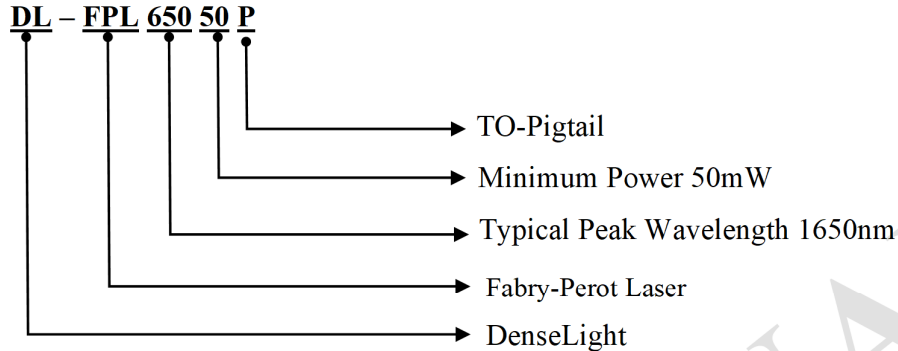 DL – FPL 650 50 P
TO-Pigtail
Minimum Power 50mW
Typical Peak Wavelength 1650nm
Fabry-Perot Laser
DenseLight